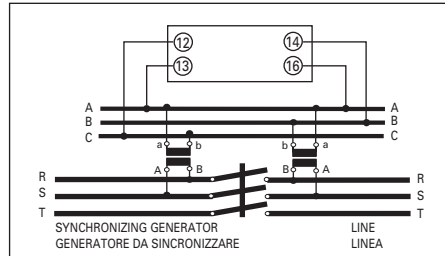 12 14
13 16
A A
B B
C C
a b b a
A B B A
R R
S S
T T
SYNCHRONIZING GENERATOR LINE
GENERATORE DA SINCRONIZZARE LINEA